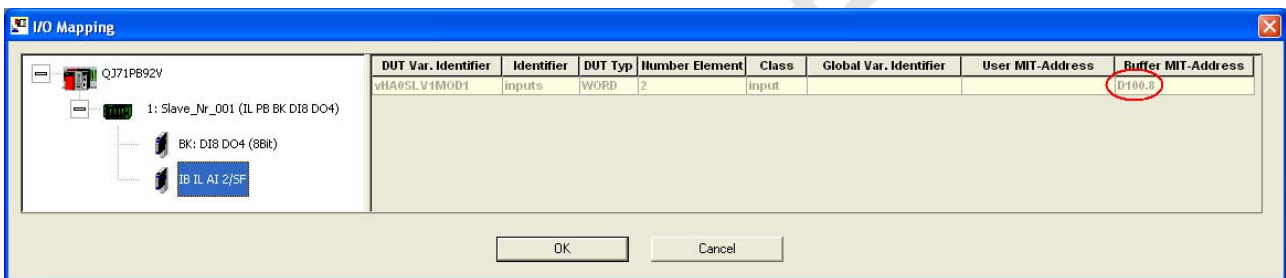 I/O Mapping
QJ71PB92V
1: Slave_Nr_001 (IL PB BK DI8 DO4)
BK: DI8 DO4 (8Bit)
IB IL AI 2/SF
DUT Var. Identifier Identifier DUT Typ Number Element Class Global Var. Identifier User MIT-Address Buffer MIT-Address
vHA0SLV1MOD1 inputs WORD 2 input D100.8
OK Cancel